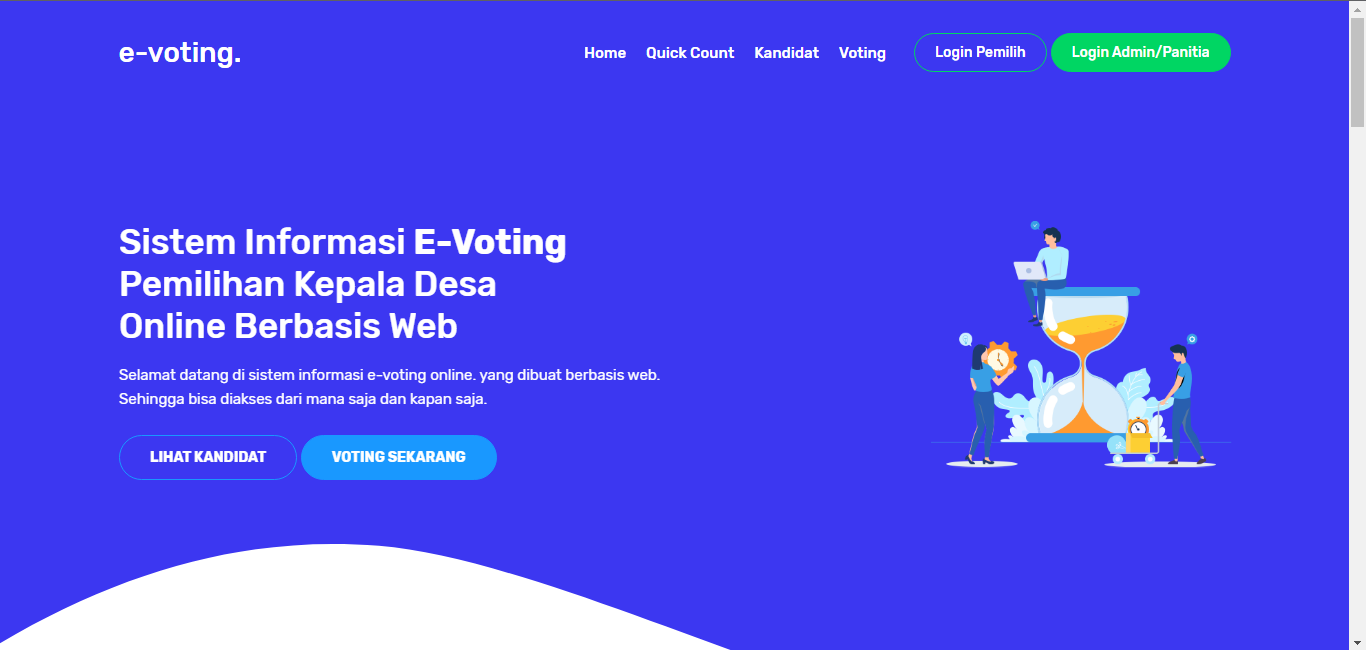 e-voting.
Home Quick Count Kandidat Voting Login Pemilih Login Admin/Panitia
Sistem Informasi E-Voting
Pemilihan Kepala Desa
Online Berbasis Web
Selamat datang di sistem informasi e-voting online. yang dibuat berbasis web.
Sehingga bisa diakses dari mana saja dan kapan saja.
LIHAT KANDIDAT VOTING SEKARANG